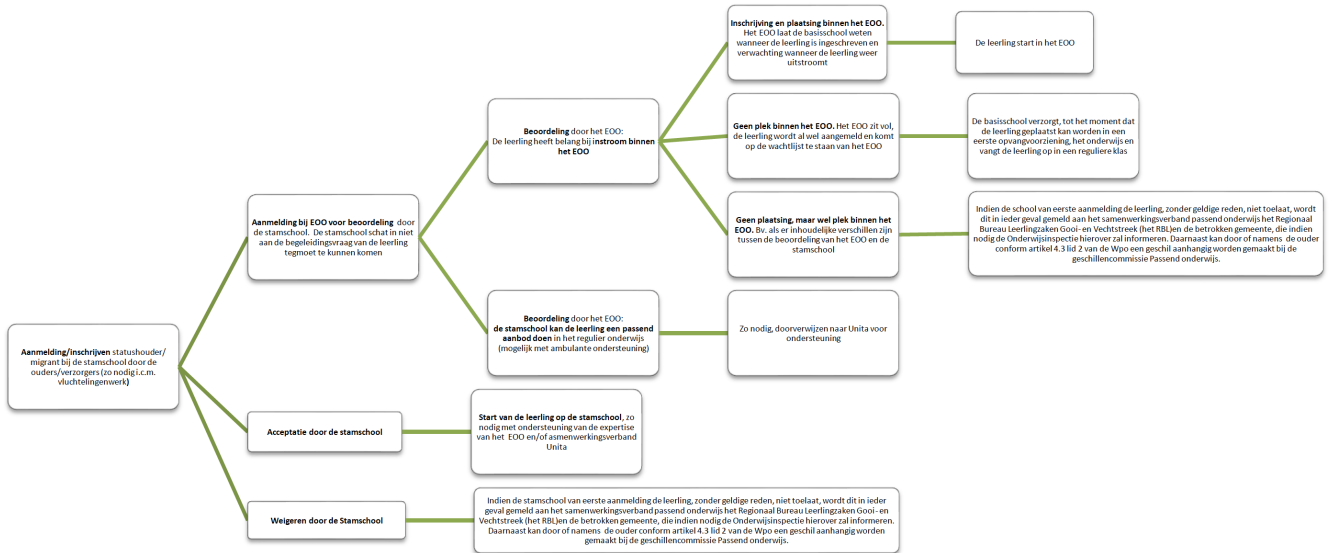 Aanmelding/inschrijven statushouder/
migrant bij de stamschool door de
ouders/verzorgers (zo nodig i.c.m.
vluchtelingenwerk)
Aanmelding bij EOO voor beoordeling door
de stamschool. De stamschool schat in niet
aan de begeleidingsvraag van de leerling
tegmoet te kunnen komen
Beoordeling door het EOO:
De leerling heeft belang bij instroom binnen
het EOO
Inschrijving en plaatsing binnen het EOO.
Het EOO laat de basisschool weten
wanneer de leerling is ingeschreven en
verwachting wanneer de leerling weer
uitstroomt
De leerling start in het EOO
Geen plek binnen het EOO. Het EOO zit vol,
de leerling wordt al wel aangemeld en komt
op de wachtlijst te staan van het EOO
De basisschool verzorgt, tot het moment dat
de leerling geplaatst kan worden in een
eerste opvangvoorziening, het onderwijs en
vangt de leerling op in een reguliere klas
Geen plaatsing, maar wel plek binnen het
EOO. Bv. als er inhoudelijke verschillen zijn
tussen de beoordeling van het EOO en de
stamschool
Indien de school van eerste aanmelding de leerling, zonder geldige reden, niet toelaat, wordt
dit in ieder geval gemeld aan het samenwerkingsverband passend onderwijs het Regionaal
Bureau Leerlingzaken Gooi- en Vechtstreek (het RBL)en de betrokken gemeente, die indien
nodig de Onderwijsinspectie hierover zal informeren. Daarnaast kan door of namens de ouder
conform artikel 4.3 lid 2 van de Wpo een geschil aanhangig worden gemaakt bij de
geschillencommissie Passend onderwijs.
Beoordeling door het EOO:
de stamschool kan de leerling een passend
aanbod doen in het regulier onderwijs
(mogelijk met ambulante ondersteuning)
Zo nodig, doorverwijzen naar Unita voor
ondersteuning
Acceptatie door de stamschool
Start van de leerling op de stamschool, zo
nodig met ondersteuning van de expertise
van het EOO en/of asmenwerkingsverband
Unita
Weigeren door de Stamschool
Indien de stamschool van eerste aanmelding de leerling, zonder geldige reden, niet toelaat, wordt dit in ieder
geval gemeld aan het samenwerkingsverband passend onderwijs het Regionaal Bureau Leerlingzaken Gooi- en
Vechtstreek (het RBL)en de betrokken gemeente, die indien nodig de Onderwijsinspectie hierover zal informeren.
Daarnaast kan door of namens de ouder conform artikel 4.3 lid 2 van de Wpo een geschil aanhangig worden
gemaakt bij de geschillencommissie Passend onderwijs.